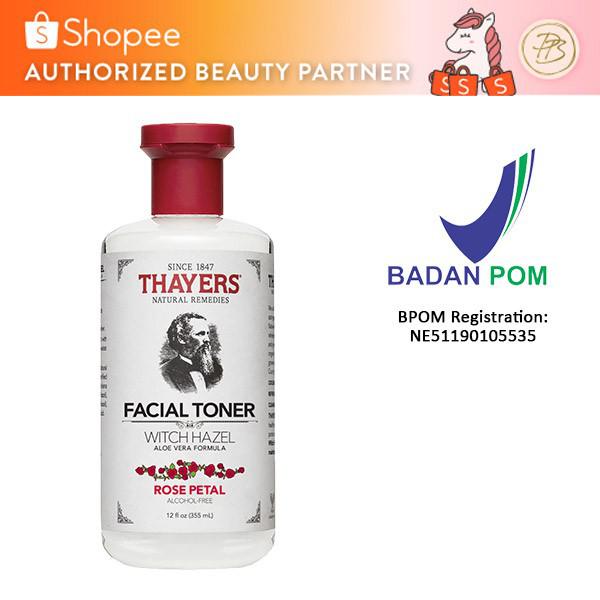 S Shopee
AUTHORIZED BEAUTY PARTNER
S S S
SINCE 1847
THAYERS®
NATURAL REMEDIES
FACIAL TONER
WITCH HAZEL
ALOE VERA FORMULA
ROSE PETAL
ALCOHOL-FREE
12 fl oz (355 mL)
BADAN POM
BPOM Registration:
NE51190105535